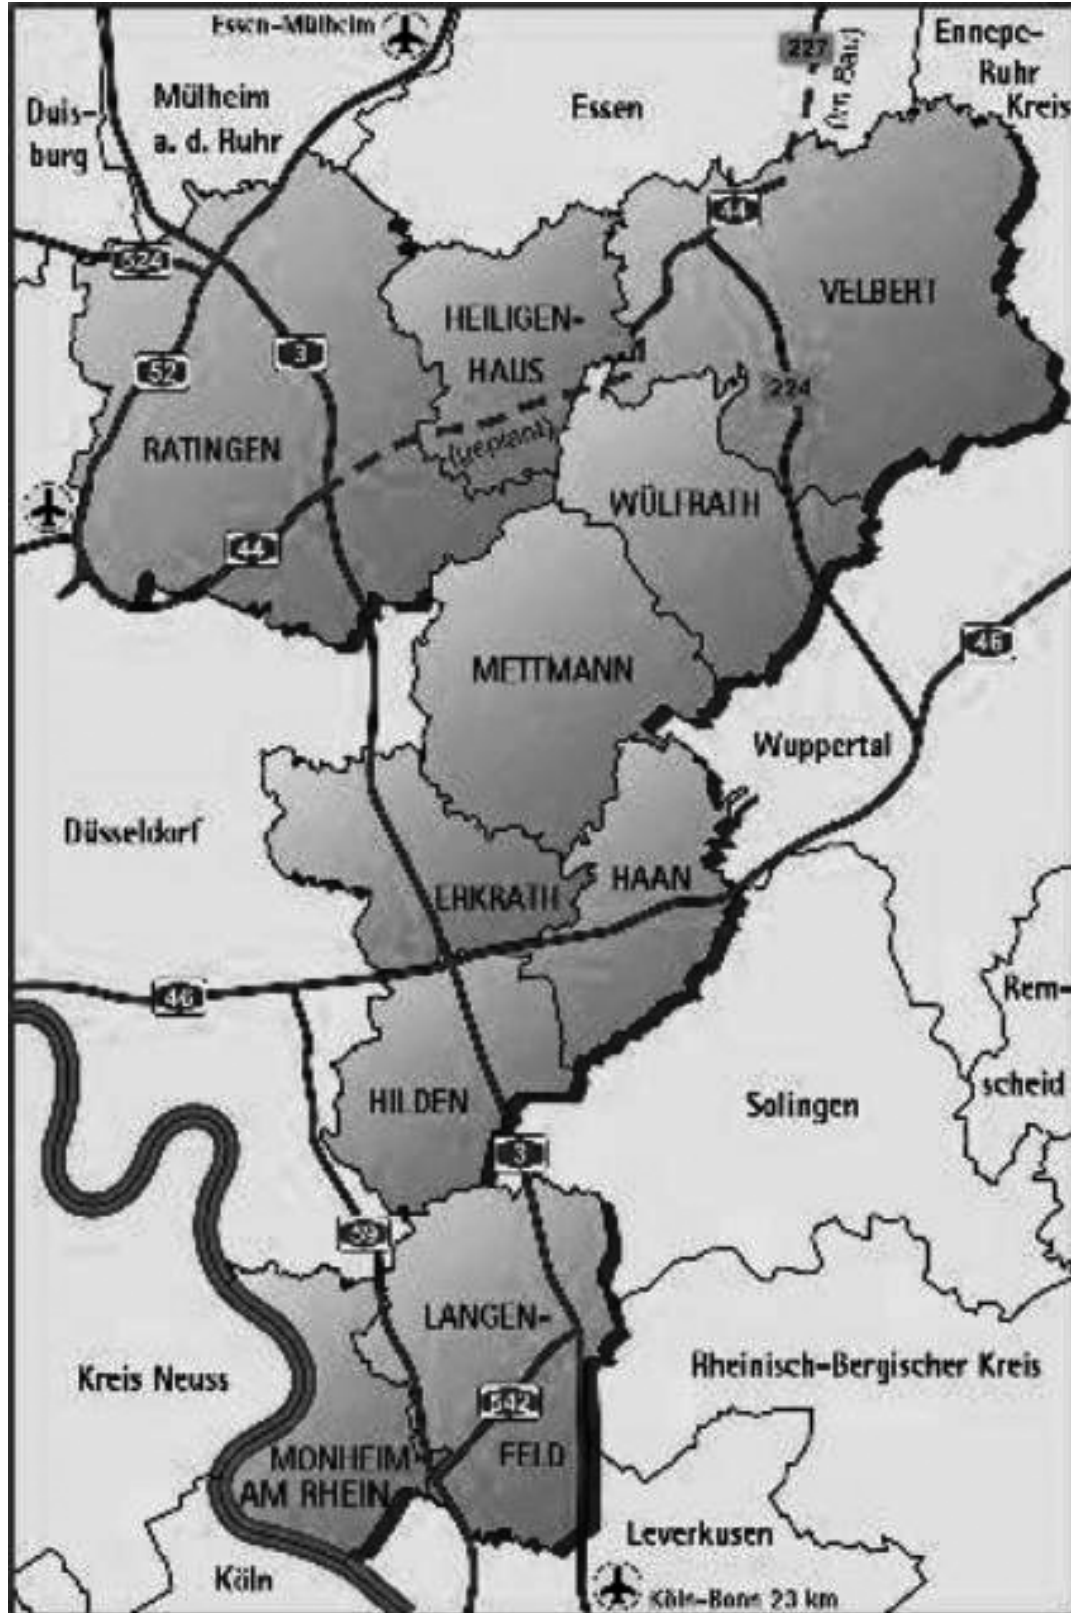 Essen-Mülheim
227
(im Bau)
Ennepe-
Ruhr
Kreis
Duis-
burg
Mülheim
a. d. Ruhr
Essen
44
524
VELBERT
HEILIGEN-
HAUS
3
52
224
(geplant)
RATINGEN
WÜLFRATH
44
46
METTMANN
Wuppertal
Düsseldorf
HAAN
ERKRATH
46
Rem-
scheid
HILDEN
Solingen
3
59
LANGEN-
FELD
Kreis Neuss
Rheinisch-Bergischer Kreis
542
MONHEIM
AM RHEIN
Leverkusen
Köln
Köln-Bonn 23 km